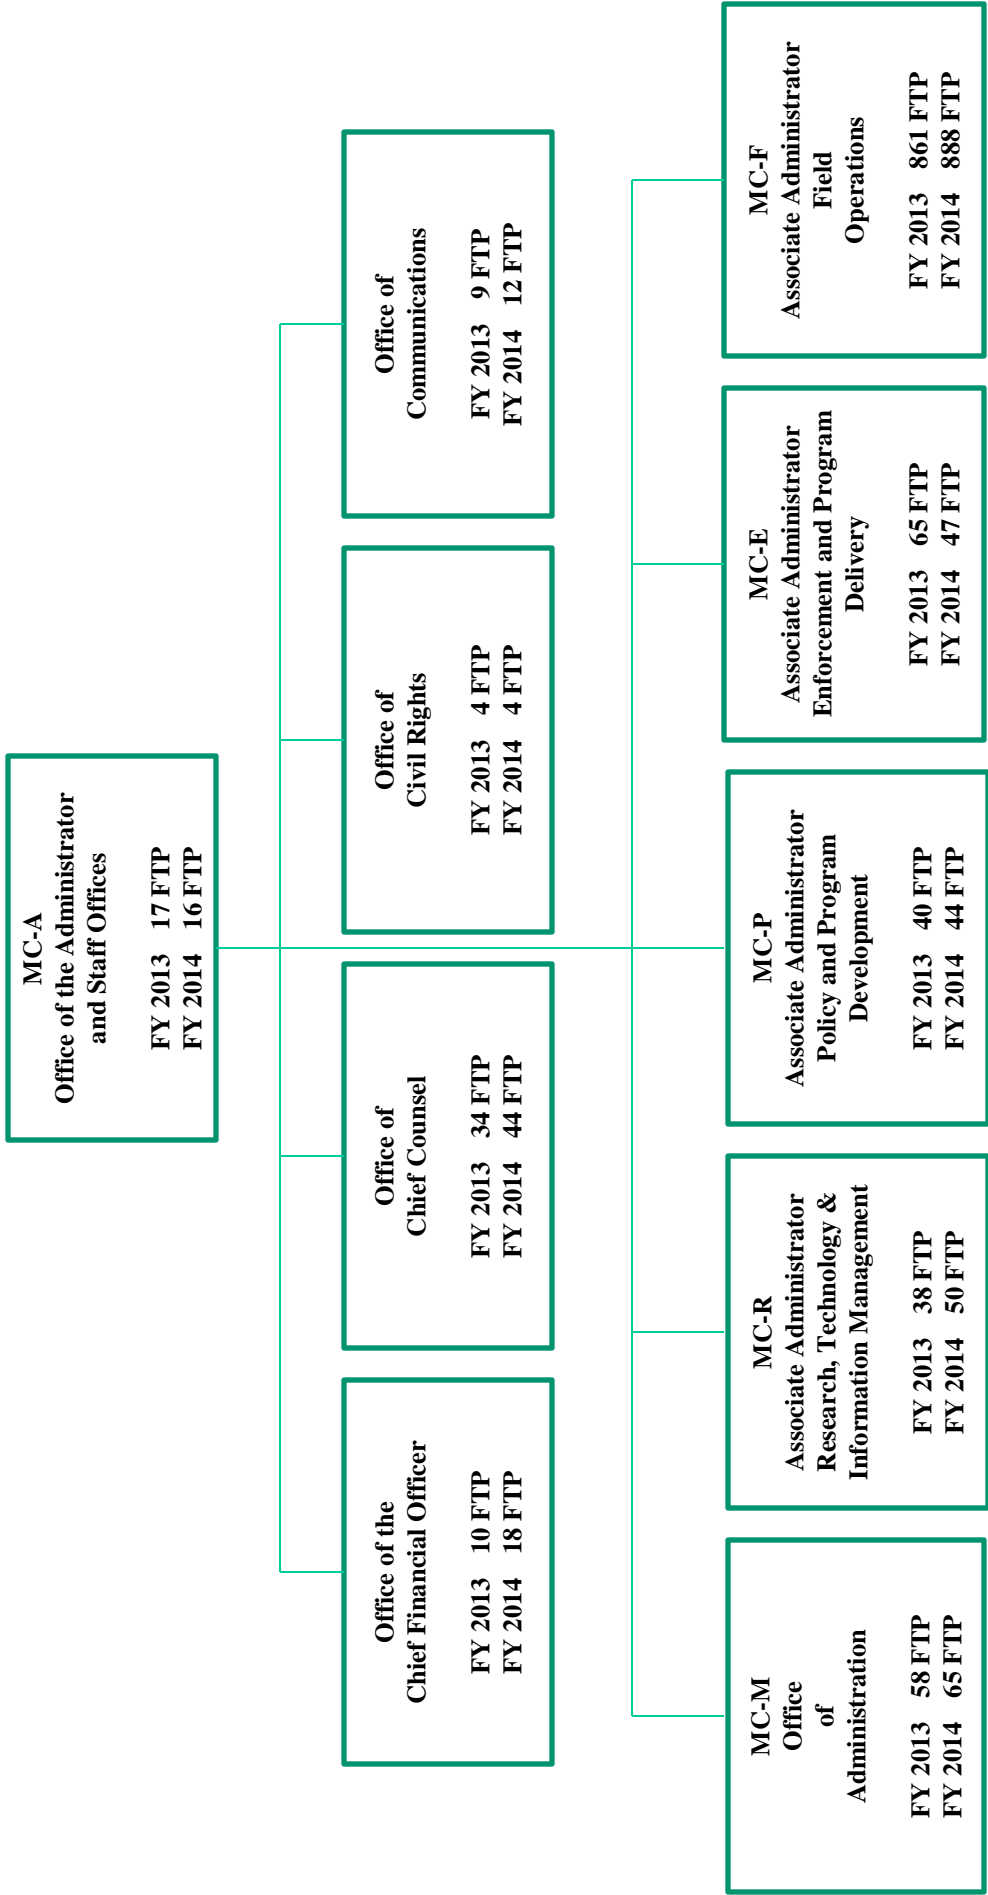 MC-A
Office of the Administrator
and Staff Offices
FY 2013 17 FTP
FY 2014 16 FTP
Office of the
Chief Financial Officer
FY 2013 10 FTP
FY 2014 18 FTP
Office of
Chief Counsel
FY 2013 34 FTP
FY 2014 44 FTP
Office of
Civil Rights
FY 2013 4 FTP
FY 2014 4 FTP
Office of
Communications
FY 2013 9 FTP
FY 2014 12 FTP
MC-M
Office
of
Administration
FY 2013 58 FTP
FY 2014 65 FTP
MC-R
Associate Administrator
Research, Technology &
Information Management
FY 2013 38 FTP
FY 2014 50 FTP
MC-P
Associate Administrator
Policy and Program
Development
FY 2013 40 FTP
FY 2014 44 FTP
MC-E
Associate Administrator
Enforcement and Program
Delivery
FY 2013 65 FTP
FY 2014 47 FTP
MC-F
Associate Administrator
Field
Operations
FY 2013 861 FTP
FY 2014 888 FTP